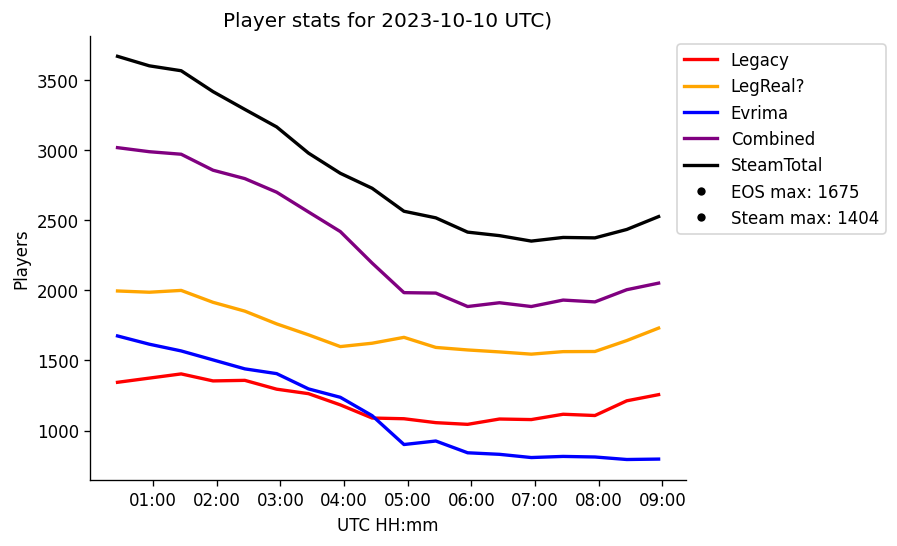 Player stats for 2023-10-10 UTC)
Legacy
LegReal?
Evrima
Combined
SteamTotal
EOS max: 1675
Steam max: 1404
Players
3500
3000
2500
2000
1500
1000
01:00 02:00 03:00 04:00 05:00 06:00 07:00 08:00 09:00
UTC HH:mm